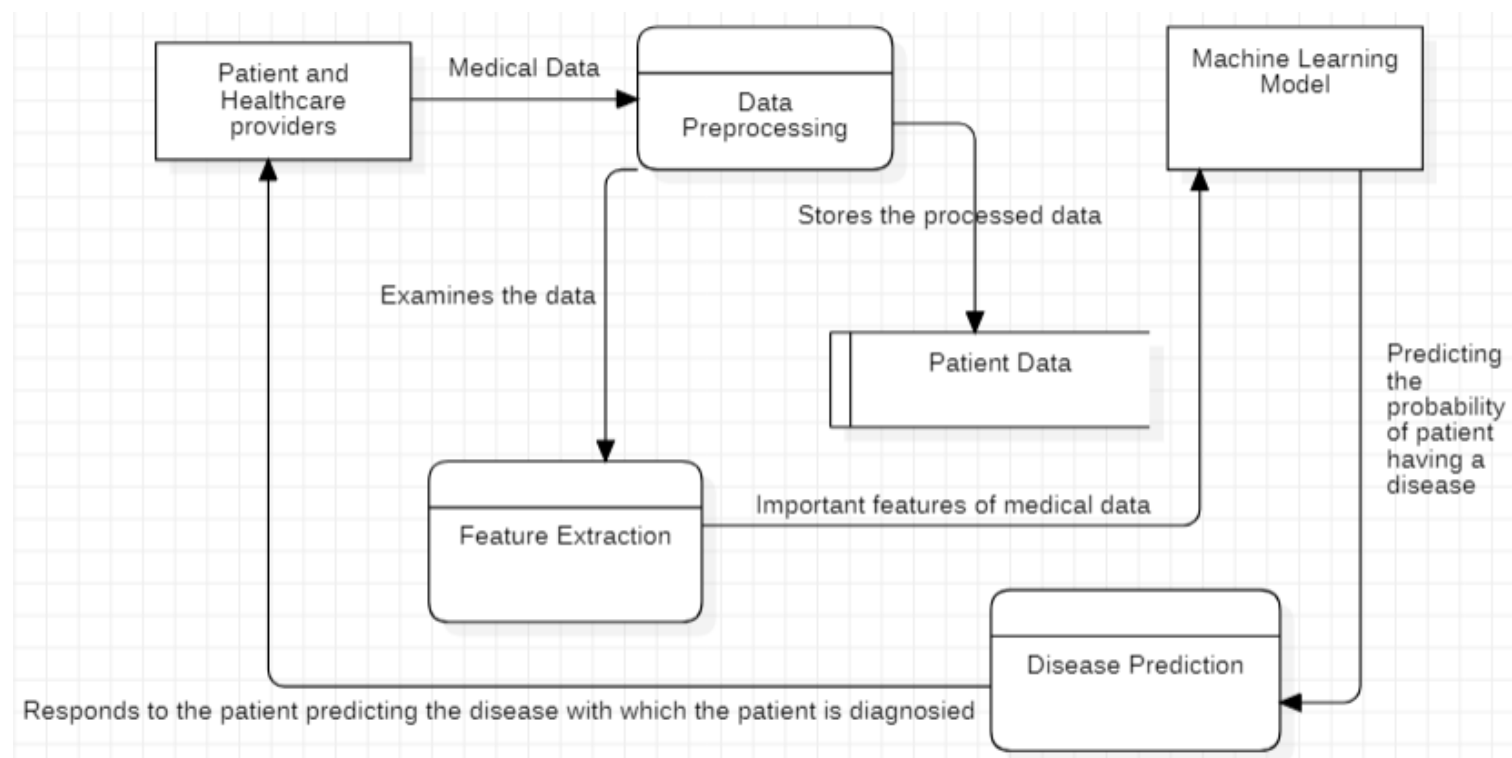 Patient and
Healthcare
providers
Medical Data
Data
Preprocessing
Machine Learning
Model
Stores the processed data
Examines the data
Patient Data
Predicting
the
probability
of patient
having a
disease
Important features of medical data
Feature Extraction
Disease Prediction
Responds to the patient predicting the disease with which the patient is diagnosied